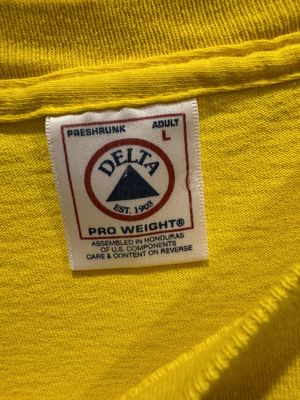 PRESHRUNK ADULT
L
DELTA
EST. 1903
PRO WEIGHT®
ASSEMBLED IN HONDURAS
OF U.S. COMPONENTS
CARE & CONTENT ON REVERSE